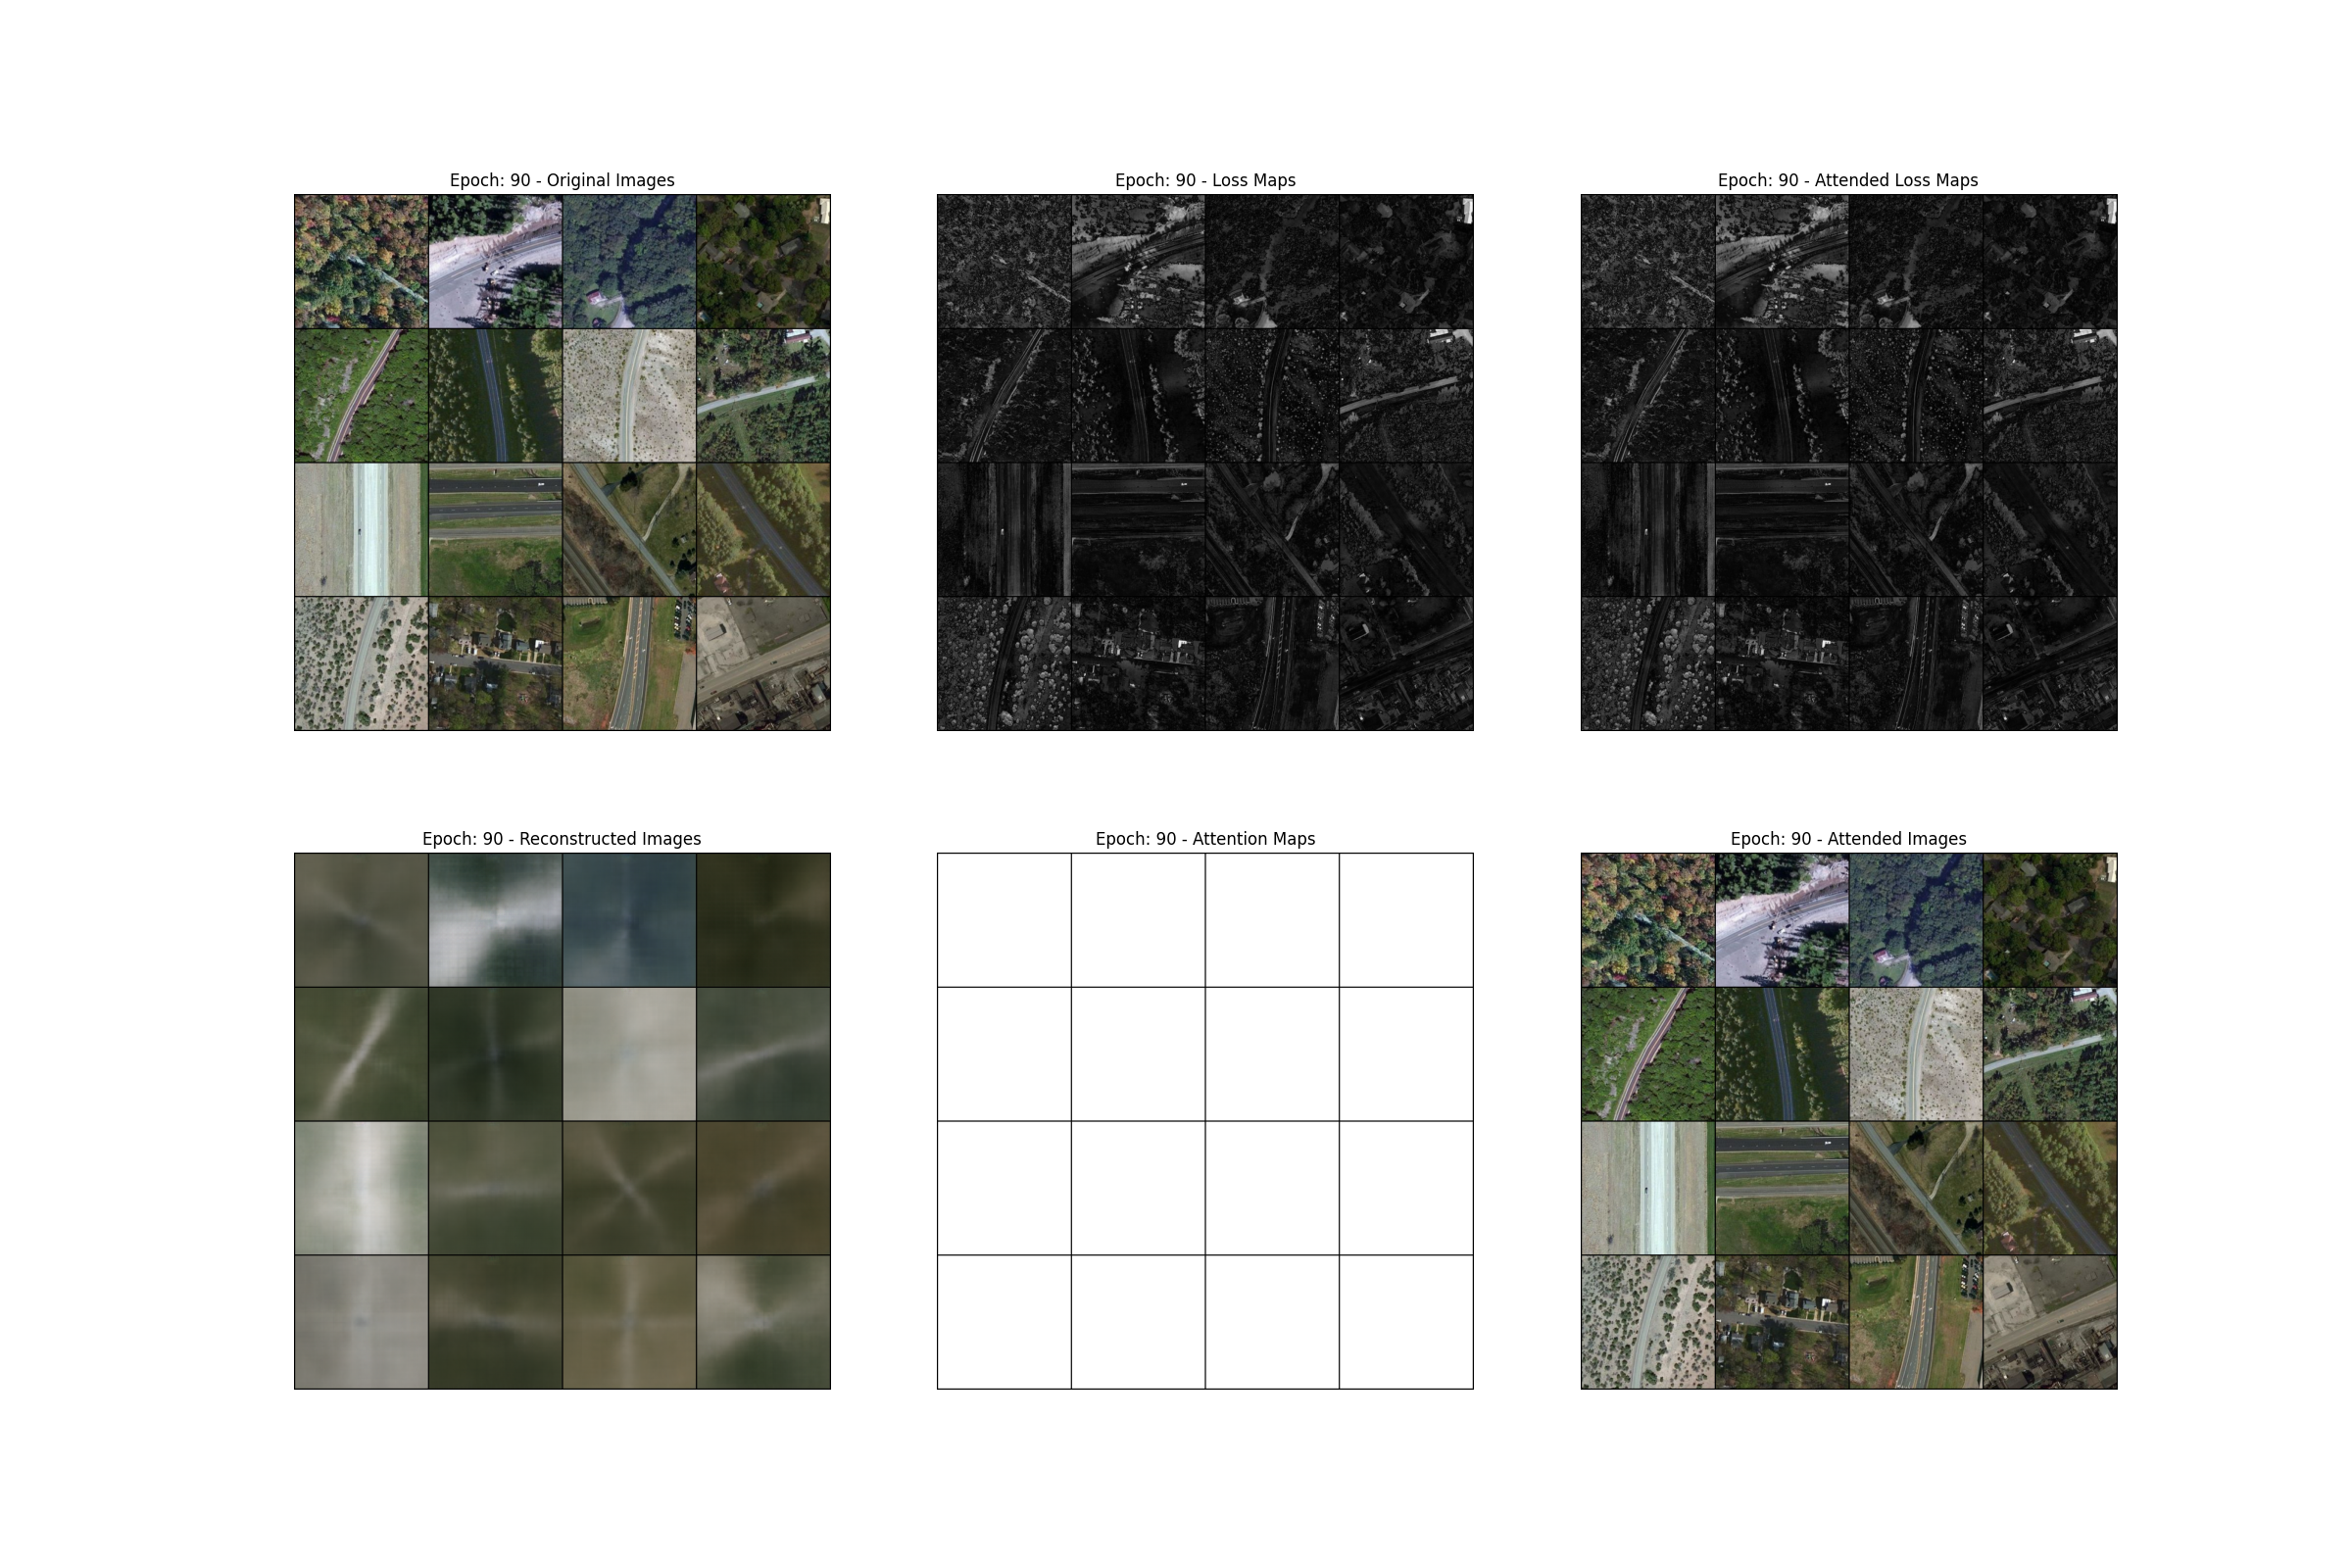 Epoch: 90 - Original Images
Epoch: 90 - Loss Maps
Epoch: 90 - Attended Loss Maps
Epoch: 90 - Reconstructed Images
Epoch: 90 - Attention Maps
Epoch: 90 - Attended Images